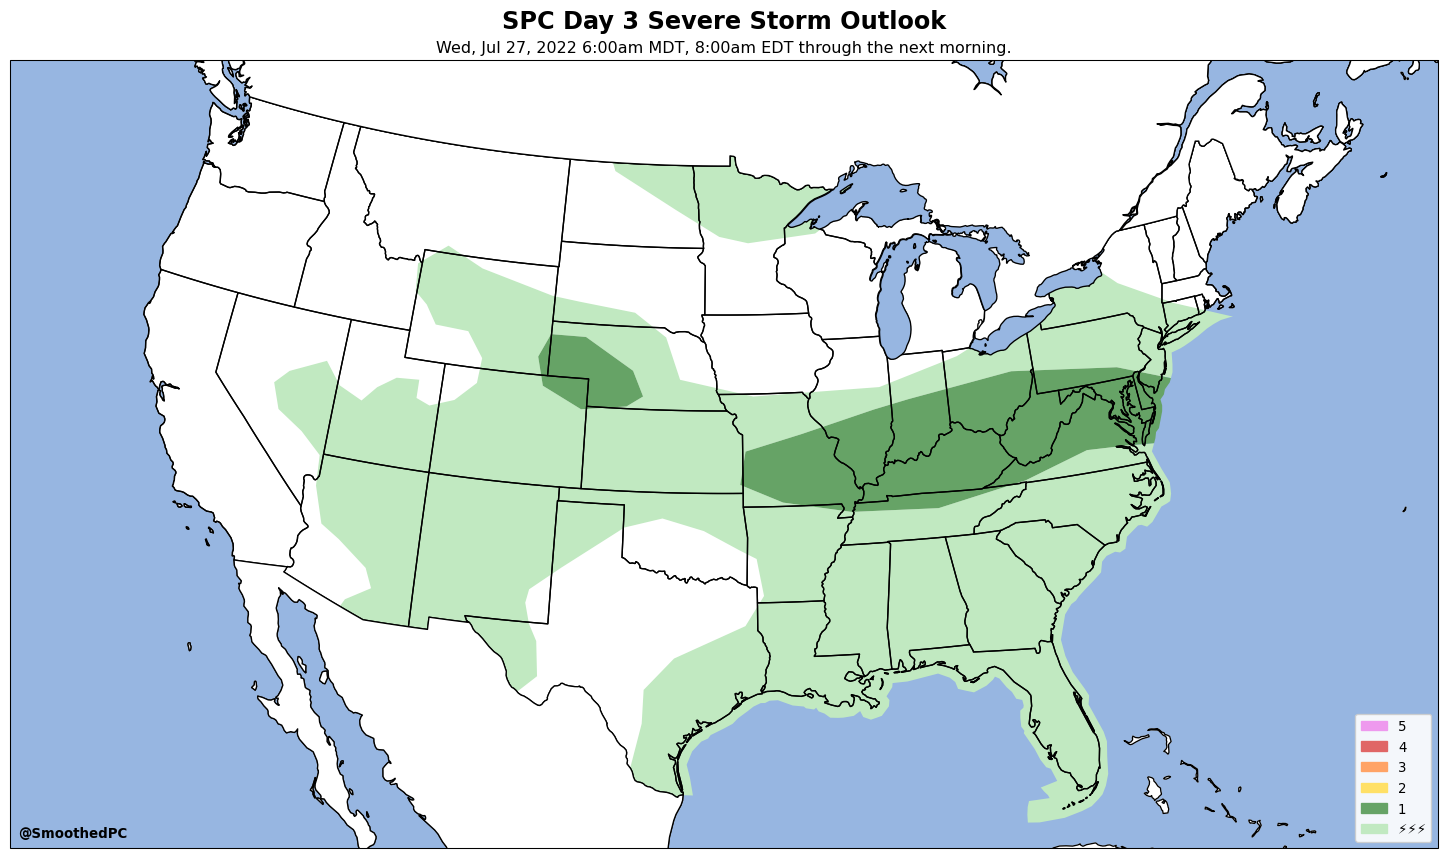 SPC Day 3 Severe Storm Outlook
Wed, Jul 27, 2022 6:00am MDT, 8:00am EDT through the next morning.
5
4
3
2
1
⚡⚡⚡
@SmoothedPC